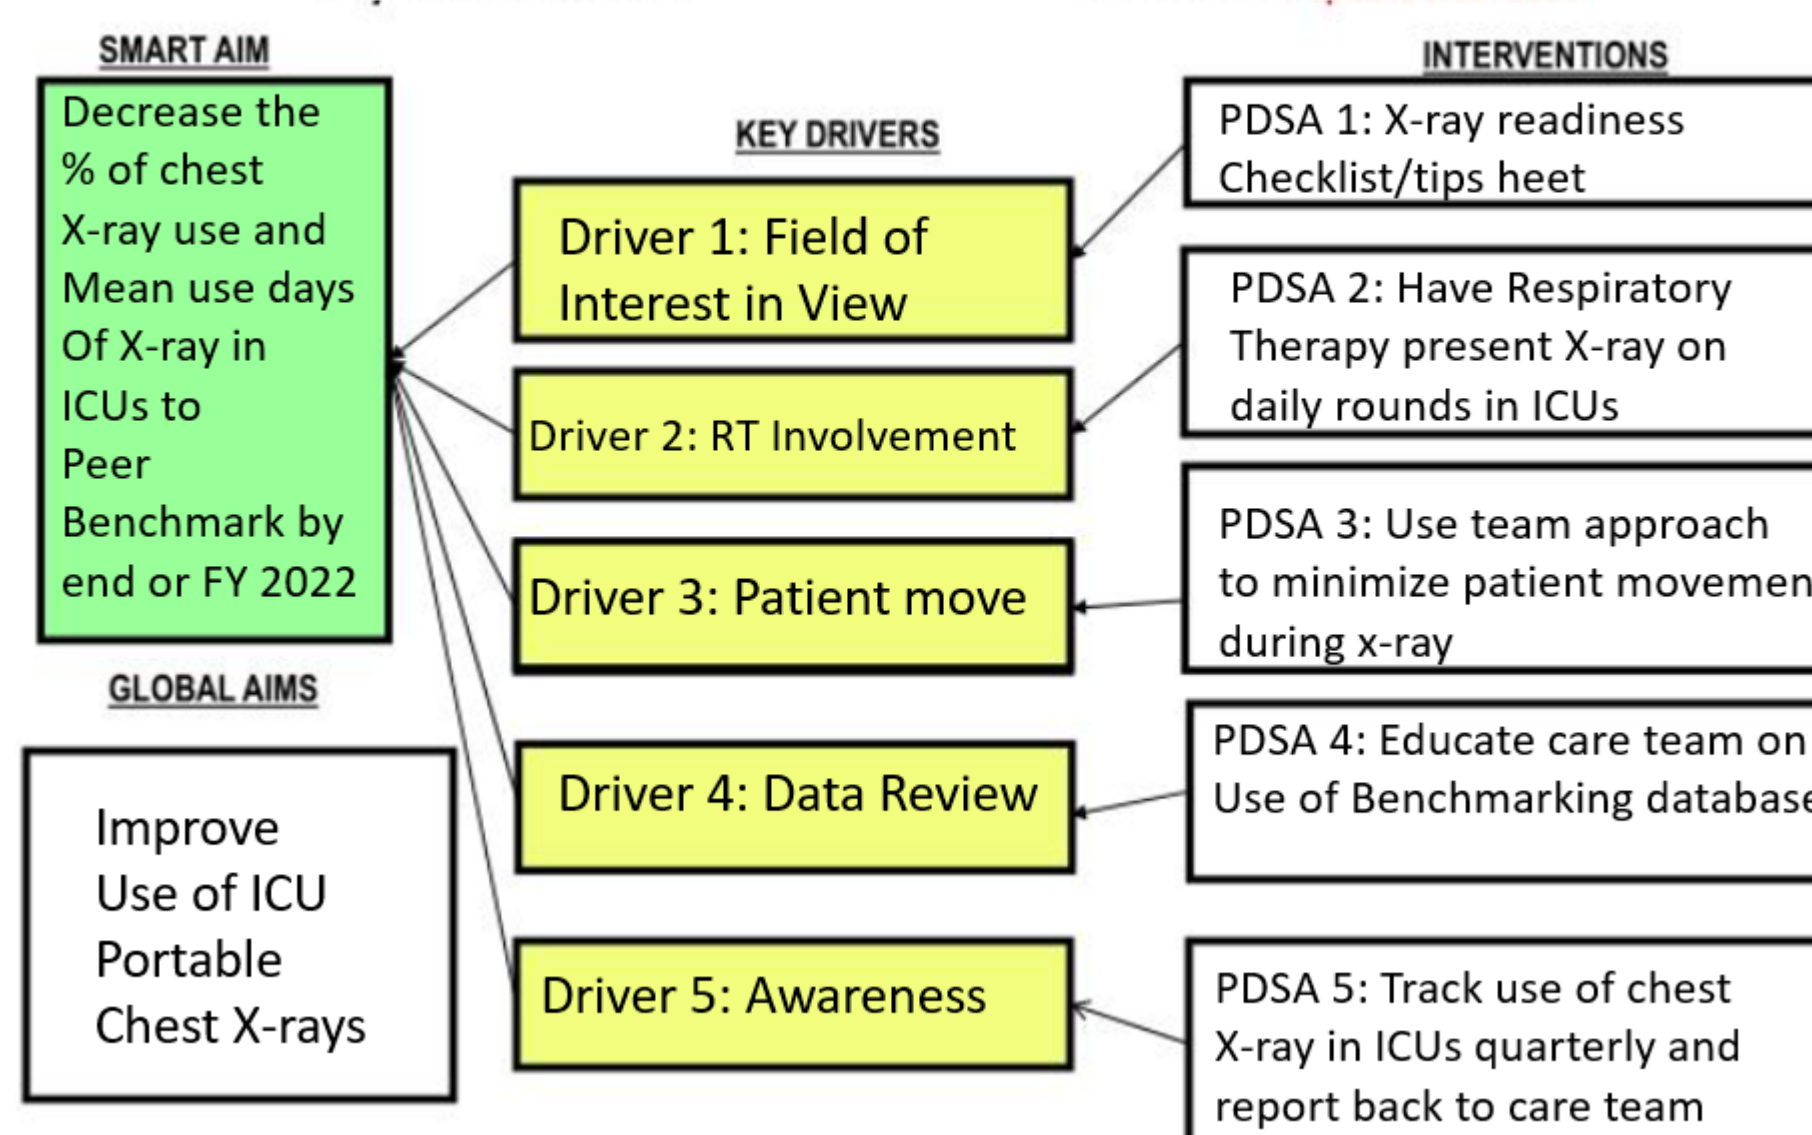 SMART AIM
Decrease the
% of chest
X-ray use and
Mean use days
Of X-ray in
ICUs to
Peer
Benchmark by
end or FY 2022
GLOBAL AIMS
Improve
Use of ICU
Portable
Chest X-rays
KEY DRIVERS
Driver 1: Field of
Interest in View
Driver 2: RT Involvement
Driver 3: Patient move
Driver 4: Data Review
Driver 5: Awareness
INTERVENTIONS
PDSA 1: X-ray readiness
Checklist/tips heet
PDSA 2: Have Respiratory
Therapy present X-ray on
daily rounds in ICUs
PDSA 3: Use team approach
to minimize patient movemen
during x-ray
PDSA 4: Educate care team on
Use of Benchmarking database
PDSA 5: Track use of chest
X-ray in ICUs quarterly and
report back to care team